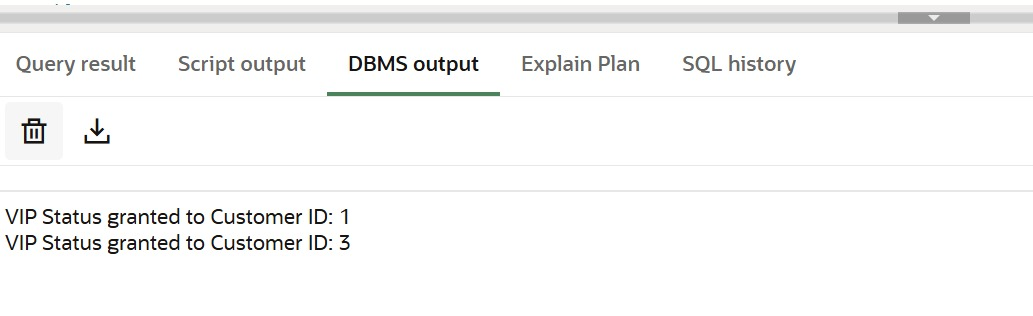 Query result Script output DBMS output Explain Plan SQL history
VIP Status granted to Customer ID: 1
VIP Status granted to Customer ID: 3